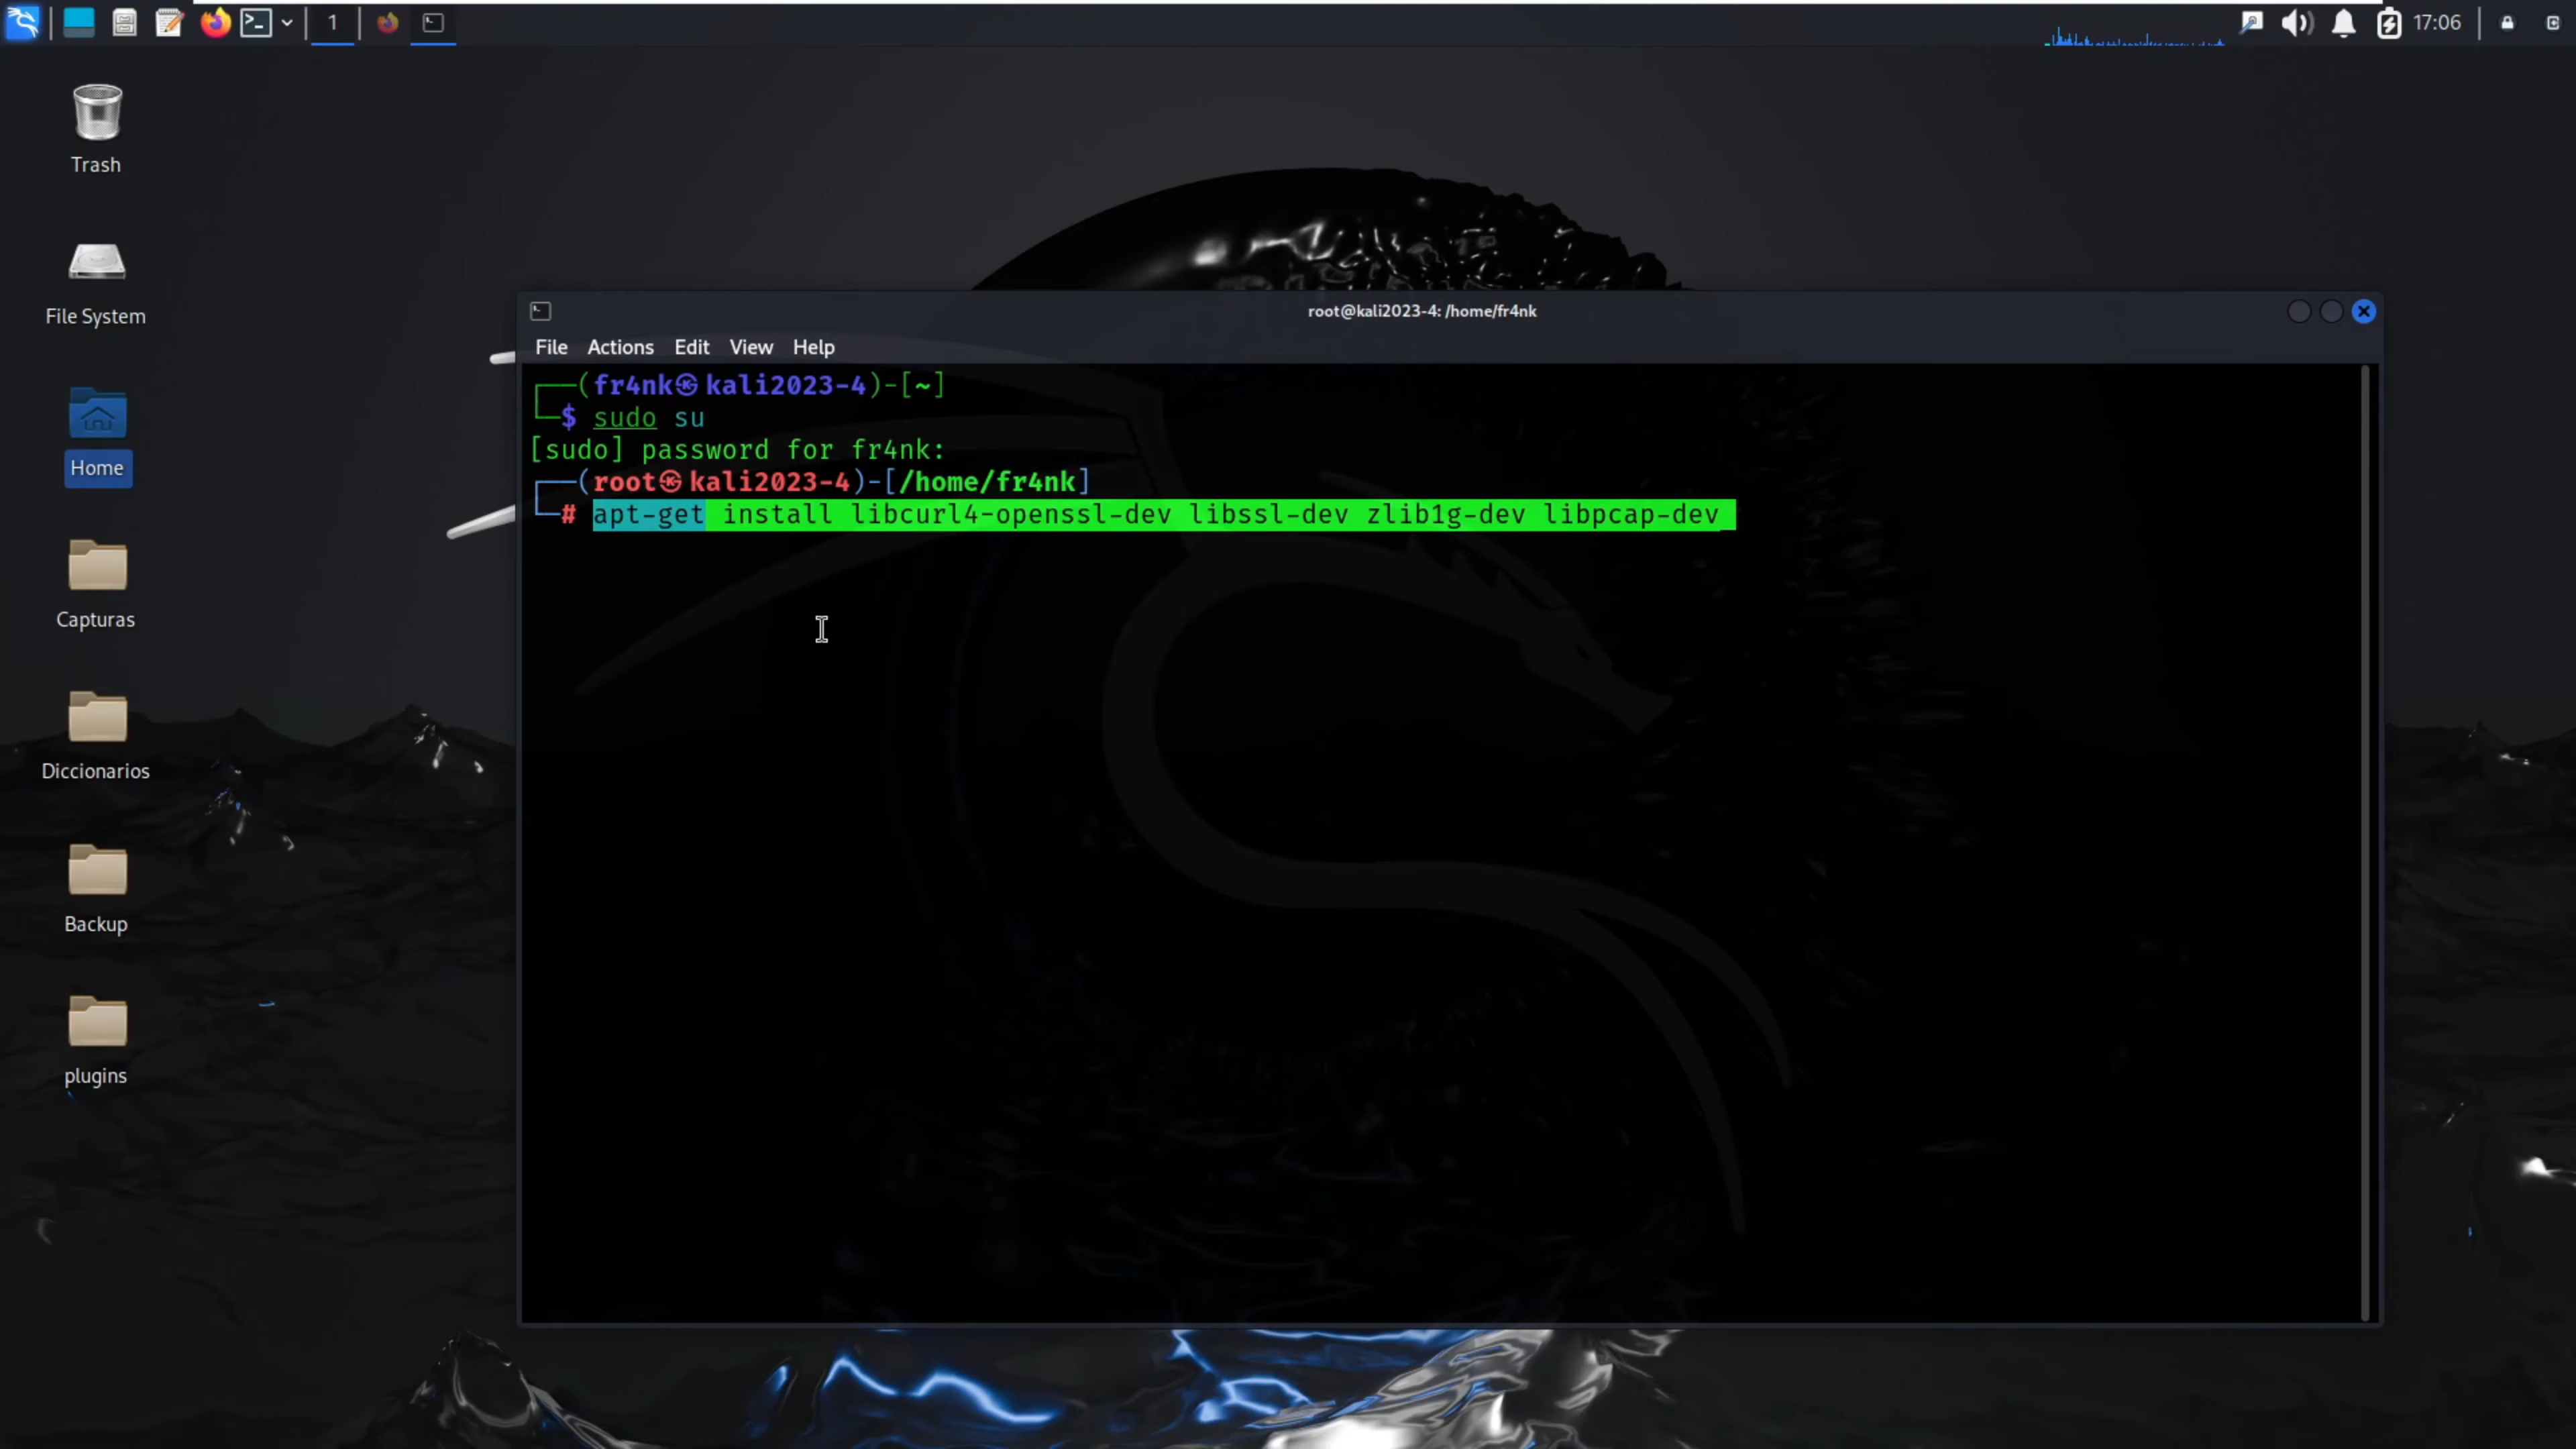 1
17:06
Trash
File System
Home
Capturas
Diccionarios
Backup
plugins
root@kali2023-4: /home/fr4nk
File Actions Edit View Help
┌──(fr4nk㉿kali2023-4)-[~]
└─$ sudo su
[sudo] password for fr4nk:
┌──(root㉿kali2023-4)-[/home/fr4nk]
└─# apt-get install libcurl4-openssl-dev libssl-dev zlib1g-dev libpcap-dev